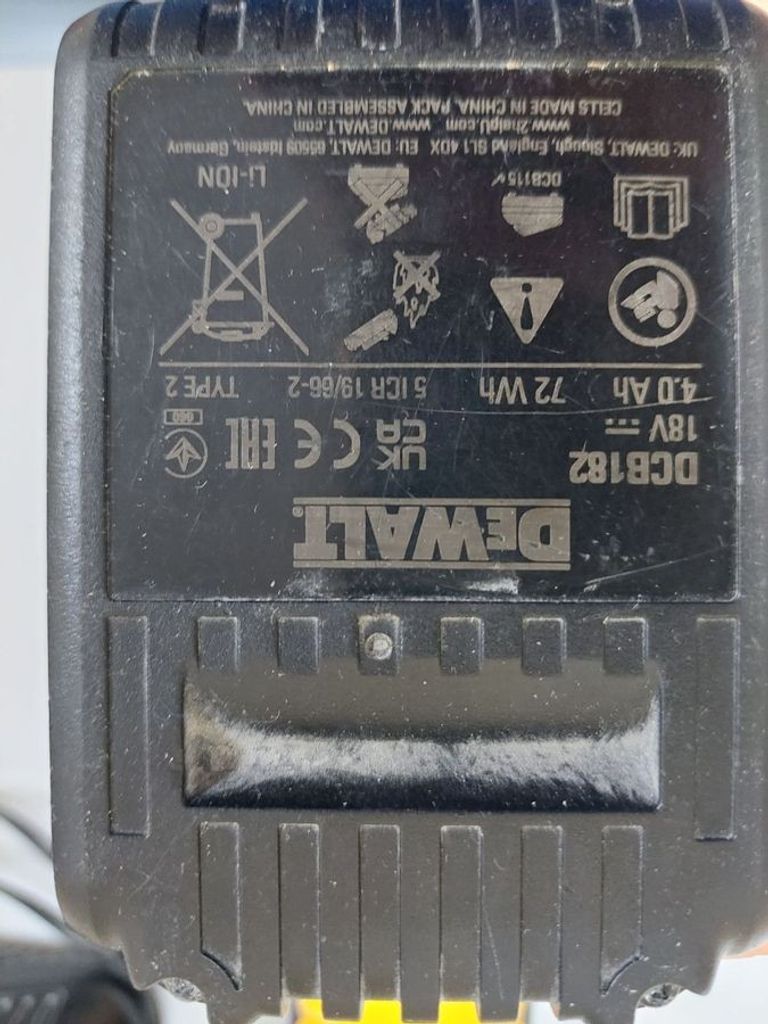 DEWALT®
DCB182
18V
UK CA CE EAC
4.0 Ah 72 Wh 5 ICR 19/66-2 TYPE 2
DCB115
Li-ION
UK: DEWALT, Slough, England SL1 4DX EU: DEWALT, 65509 Idstein, Germany
www.2helpU.com www.DEWALT.com
CELLS MADE IN CHINA, PACK ASSEMBLED IN CHINA.